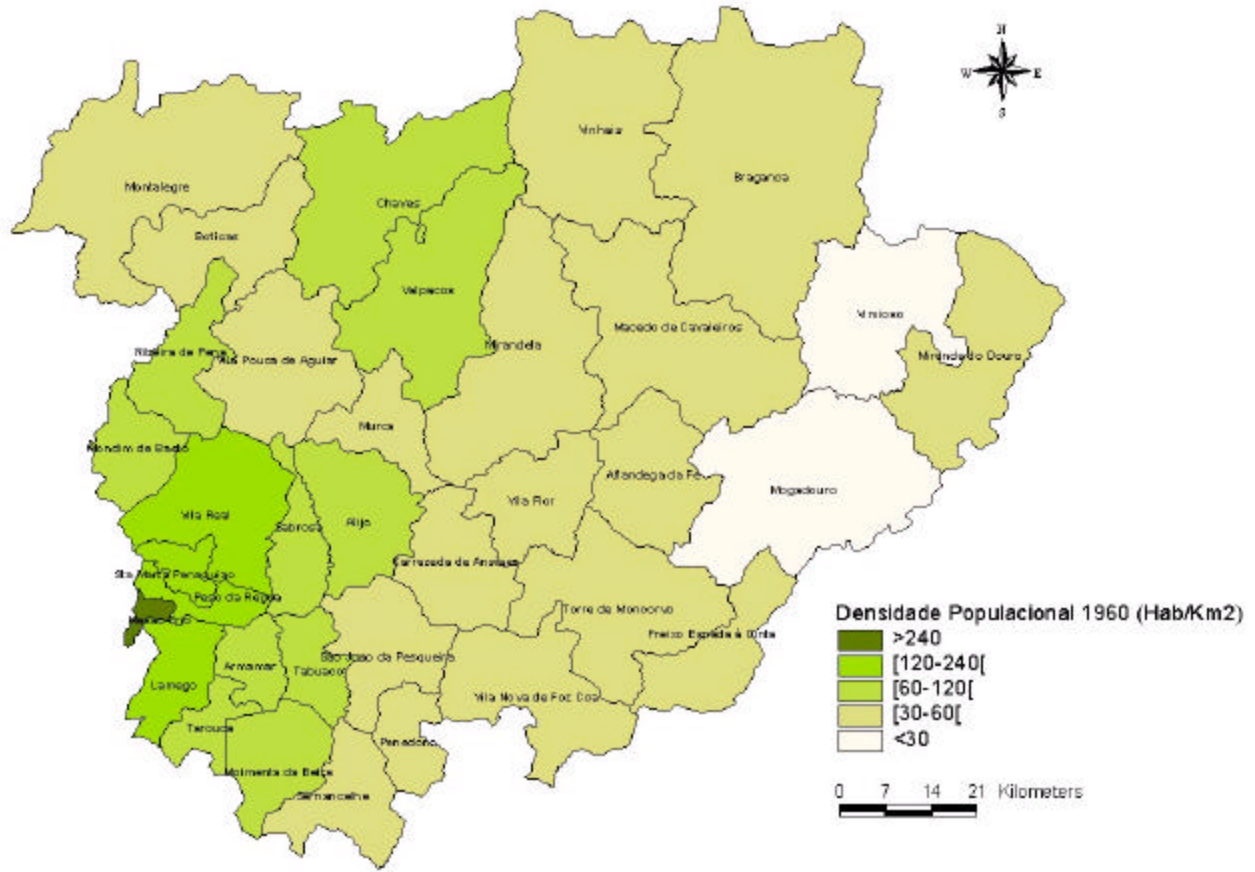 N
W E
S
Vinhais
Braganca
Montalegre
Chaves
Boticas
Valpacos
Vimioso
Macedo de Cavaleiros
Mirandela
Ribeira de Pena
Vila Pouca de Aguiar
Miranda do Douro
Murca
Mondim de Basto
Alfandega da Fe
Vila Flor
Mogadouro
Vila Real
Sabrosa
Alijo
Carrazeda de Ansiaes
Sta Marta Penaguiao
Peso da Regua
Torre de Moncorvo
Freixo Espada à Cinta
Densidade Populacional 1960 (Hab/Km2)
>240
[120-240[
[60-120[
[30-60[
<30
Sao Joao da Pesqueira
Armamar
Tabuaco
Lamego
Vila Nova de Foz Coa
Tarouca
Penedono
Moimenta da Beira
Sernancelhe
0 7 14 21 Kilometers